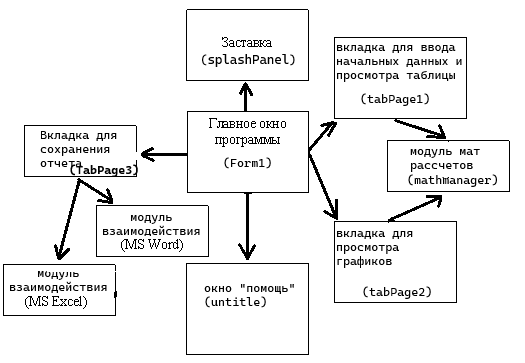 Заставка
(splashPanel)
вкладка для ввода
начальных данных и
просмотра таблицы
(tabPage1)
Главное окно
программы
(Form1)
Вкладка для
сохранения
отчета
(TabPage3)
модуль мат
рассчетов
(mathmanager)
модуль
взаимодействия
(MS Word)
вкладка для
просмотра
графиков
(tabPage2)
модуль
взаимодействия
(MS Excel)
окно "помощь"
(untitle)